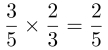 3/5 × 2/3 = 2/5